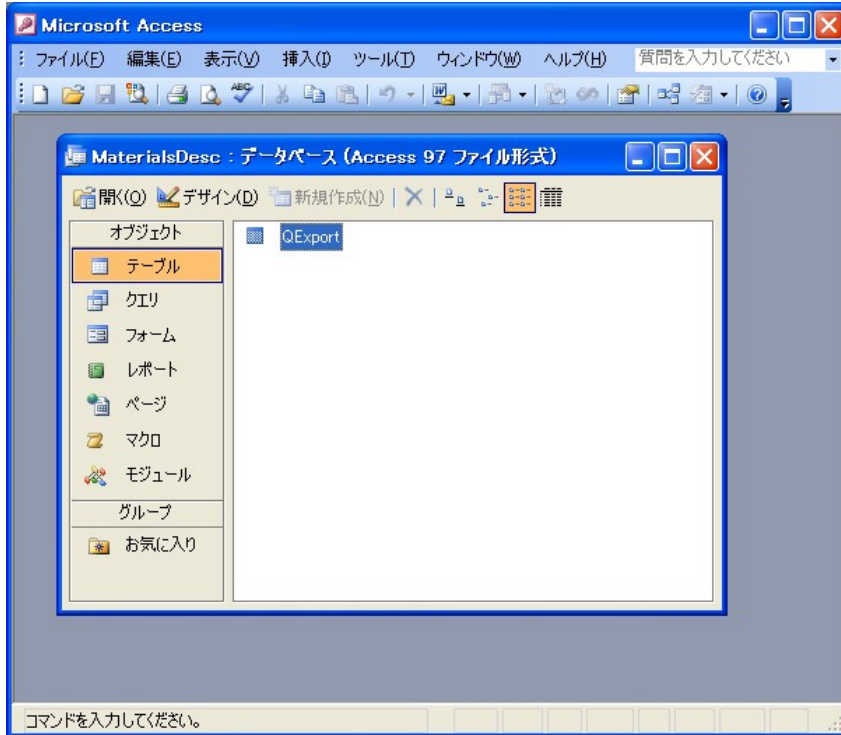 Microsoft Access
ファイル(F) 編集(E) 表示(V) 挿入(I) ツール(T) ウィンドウ(W) ヘルプ(H) 質問を入力してください
MaterialsDesc : データベース (Access 97 ファイル形式)
開く(O) デザイン(D) 新規作成(N)
オブジェクト
テーブル
クエリ
フォーム
レポート
ページ
マクロ
モジュール
グループ
お気に入り
QExport
コマンドを入力してください。